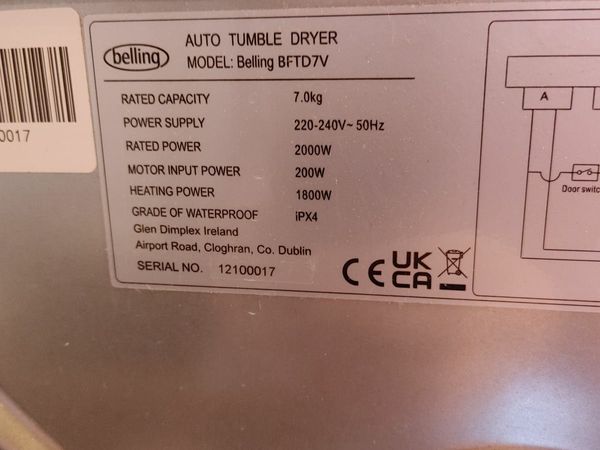 belling
AUTO TUMBLE DRYER
MODEL: Belling BFTD7V
RATED CAPACITY 7.0kg
POWER SUPPLY 220-240V~ 50Hz
RATED POWER 2000W
MOTOR INPUT POWER 200W
HEATING POWER 1800W
GRADE OF WATERPROOF iPX4
Glen Dimplex Ireland
Airport Road, Cloghran, Co. Dublin
SERIAL NO. 12100017
CE UK
CA
0017
A
Door switc